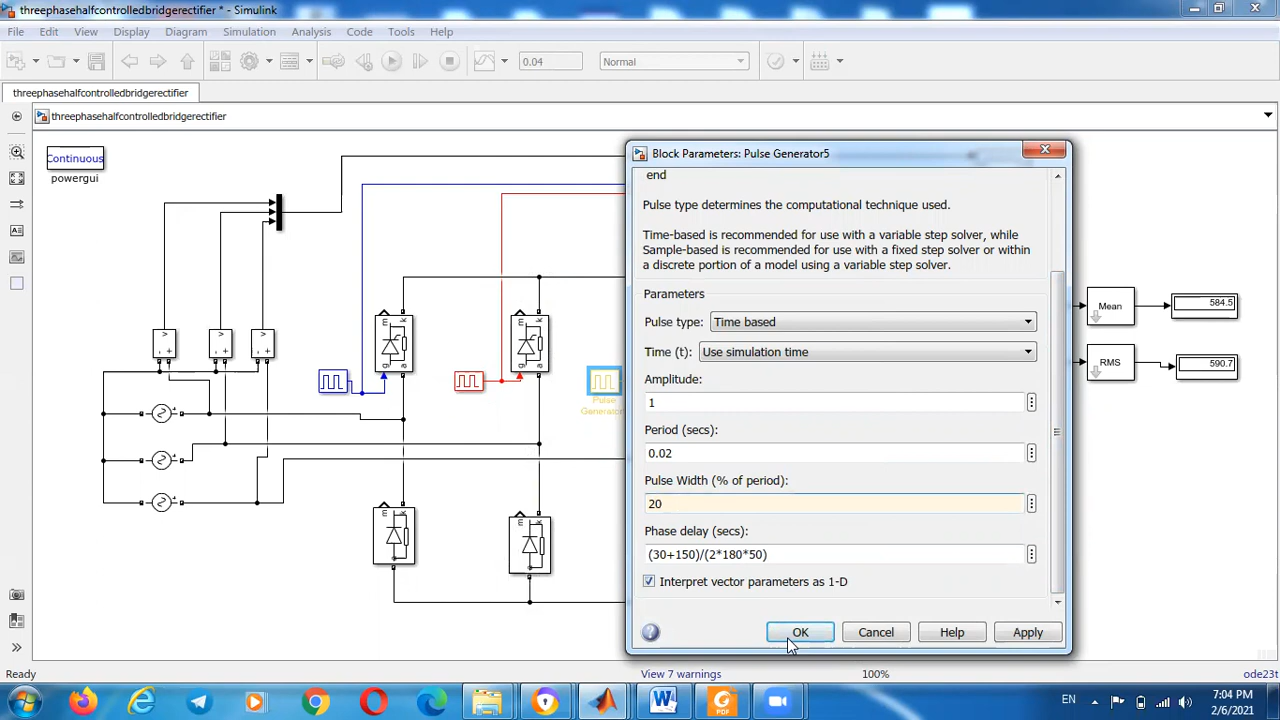 threephasehalfcontrolledbridgerectifier * - Simulink
File Edit View Display Diagram Simulation Analysis Code Tools Help
0.04
Normal
threephasehalfcontrolledbridgerectifier
threephasehalfcontrolledbridgerectifier
Continuous
powergui
Block Parameters: Pulse Generator5
end
Pulse type determines the computational technique used.
Time-based is recommended for use with a variable step solver, while
Sample-based is recommended for use with a fixed step solver or within
a discrete portion of a model using a variable step solver.
Parameters
Pulse type: Time based
Time (t): Use simulation time
Amplitude:
1
Period (secs):
0.02
Pulse Width (% of period):
20
Phase delay (secs):
(30+150)/(2*180*50)
Interpret vector parameters as 1-D
OK Cancel Help Apply
Pulse
Generator
m k
g a
m k
g a
m k
a
m k
a
Mean
584.5
RMS
590.7
Ready
View 7 warnings
100%
ode23t
EN
7:04 PM
2/6/2021